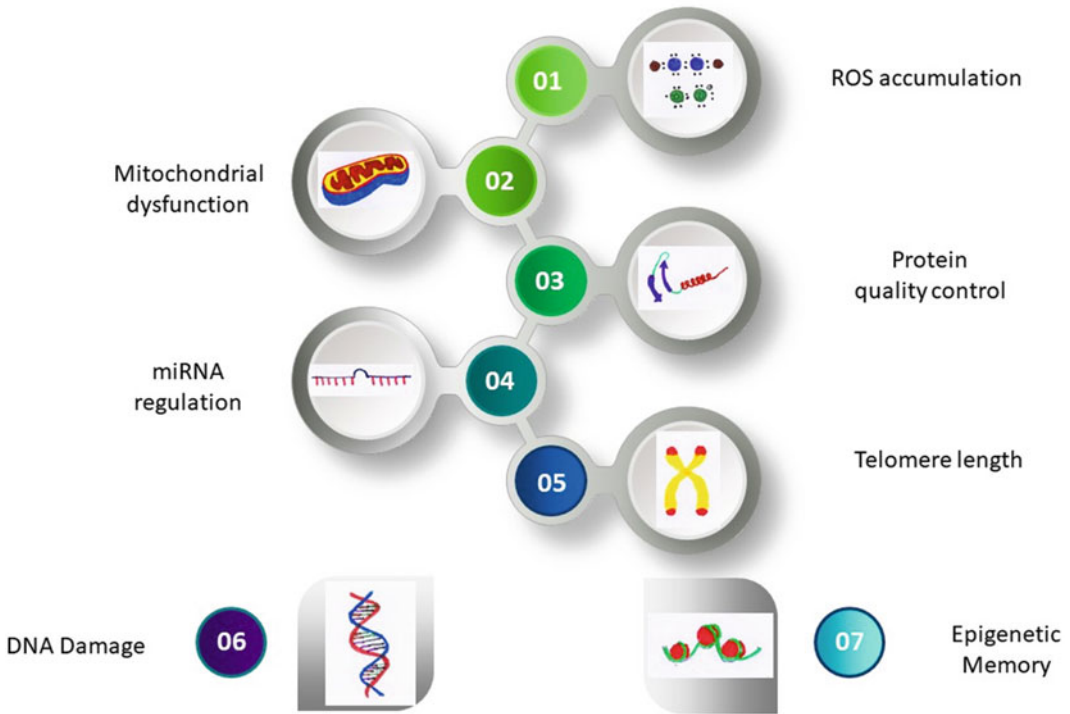 01
ROS accumulation
Mitochondrial
dysfunction
02
03
Protein
quality control
miRNA
regulation
04
05
Telomere length
DNA Damage
06
07
Epigenetic
Memory